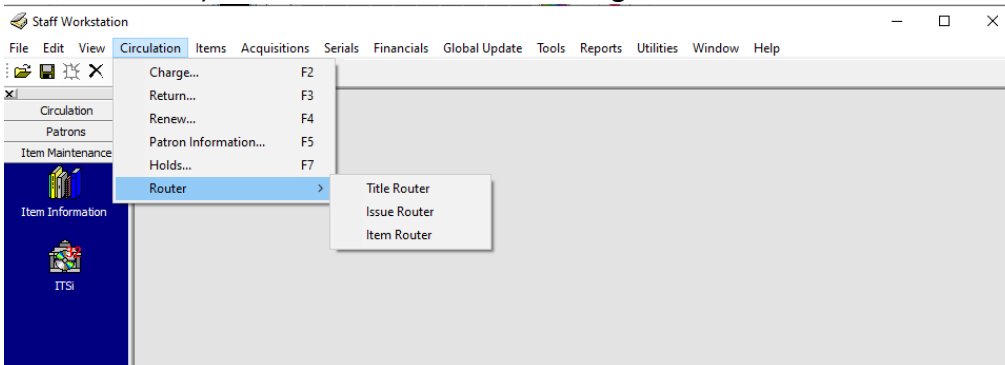 Staff Workstation
File Edit View Circulation Items Acquisitions Serials Financials Global Update Tools Reports Utilities Window Help
Charge... F2
Return... F3
Renew... F4
Patron Information... F5
Holds... F7
Router
Title Router
Issue Router
Item Router
Circulation
Patrons
Item Maintenance
Item Information
ITSi